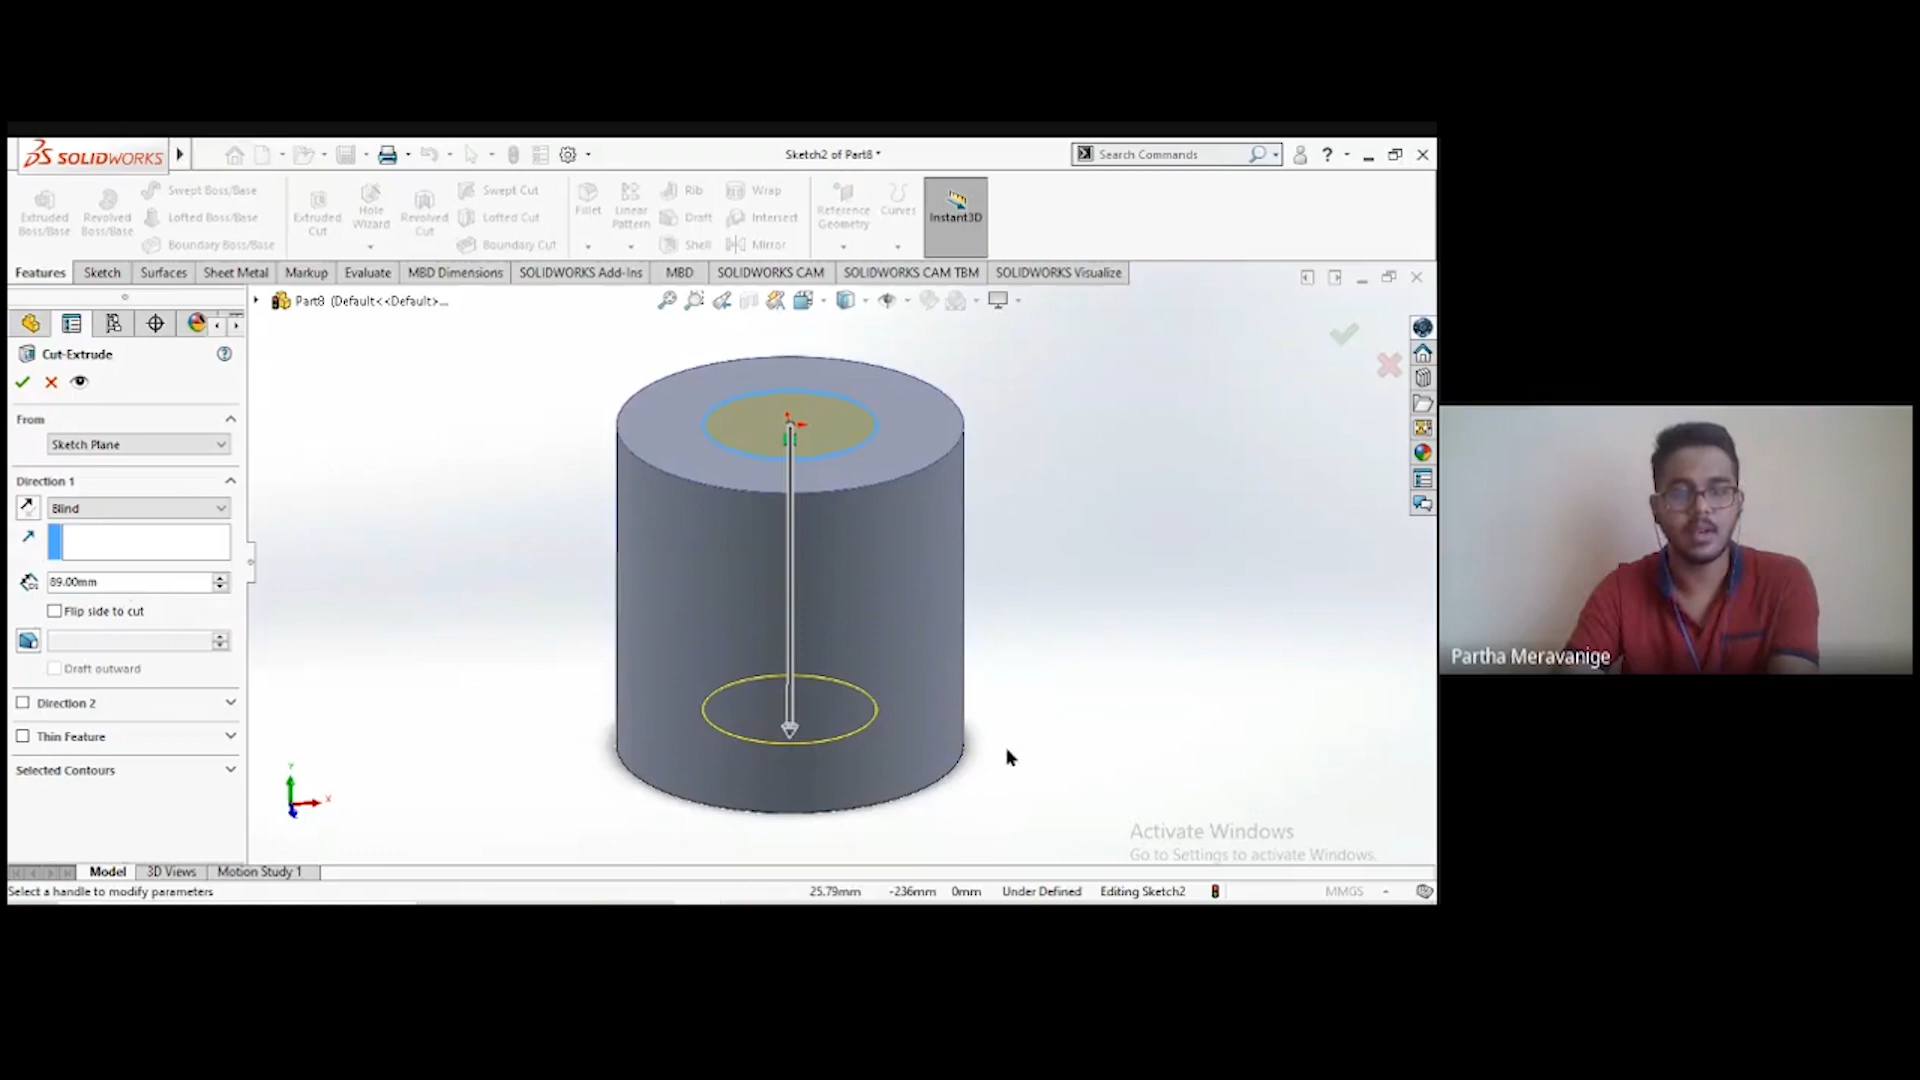 SOLIDWORKS
Sketch2 of Part8 *
Search Commands
?
Extruded Boss/Base
Revolved Boss/Base
Swept Boss/Base
Lofted Boss/Base
Boundary Boss/Base
Extruded Cut
Hole Wizard
Revolved Cut
Swept Cut
Lofted Cut
Boundary Cut
Fillet
Linear Pattern
Rib
Draft
Shell
Wrap
Intersect
Mirror
Reference Geometry
Curves
Instant3D
Features
Sketch
Surfaces
Sheet Metal
Markup
Evaluate
MBD Dimensions
SOLIDWORKS Add-Ins
MBD
SOLIDWORKS CAM
SOLIDWORKS CAM TBM
SOLIDWORKS Visualize
Part8 (Default<<Default>...
Cut-Extrude
From
Sketch Plane
Direction 1
Blind
89.00mm
Flip side to cut
Draft outward
Direction 2
Thin Feature
Selected Contours
Y
X
Partha Meravanige
Activate Windows
Go to Settings to activate Windows.
Model
3D Views
Motion Study 1
Select a handle to modify parameters
25.79mm
-236mm
0mm
Under Defined
Editing Sketch2
MMGS